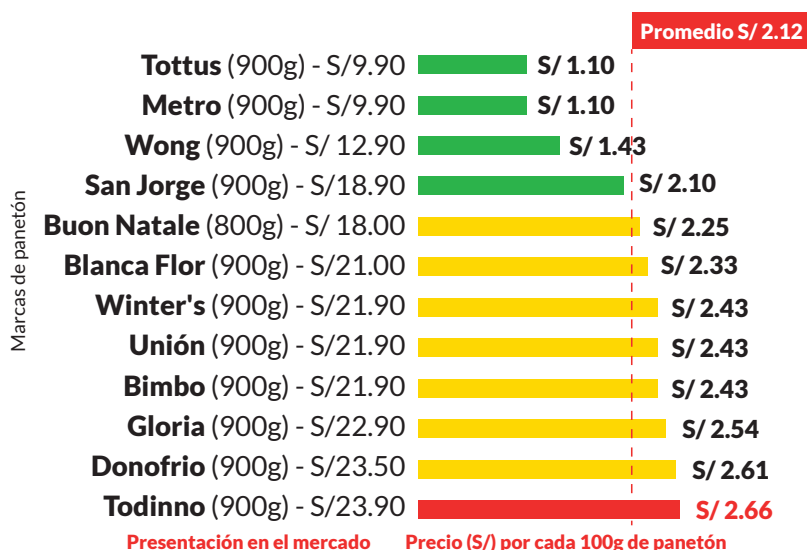 Promedio S/ 2.12
Tottus (900g) - S/9.90 S/ 1.10
Metro (900g) - S/9.90 S/ 1.10
Wong (900g) - S/ 12.90 S/ 1.43
San Jorge (900g) - S/18.90 S/ 2.10
Buon Natale (800g) - S/ 18.00 S/ 2.25
Blanca Flor (900g) - S/21.00 S/ 2.33
Winter's (900g) - S/21.90 S/ 2.43
Unión (900g) - S/21.90 S/ 2.43
Bimbo (900g) - S/21.90 S/ 2.43
Gloria (900g) - S/22.90 S/ 2.54
Donofrio (900g) - S/23.50 S/ 2.61
Todinno (900g) - S/23.90 S/ 2.66
Marcas de panetón
Presentación en el mercado Precio (S/) por cada 100g de panetón